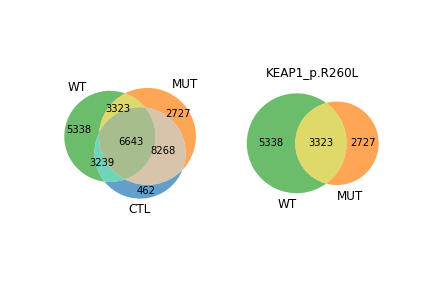 WT
MUT
3323
2727
5338
6643
8268
3239
462
CTL
KEAP1_p.R260L
5338
3323
2727
WT
MUT